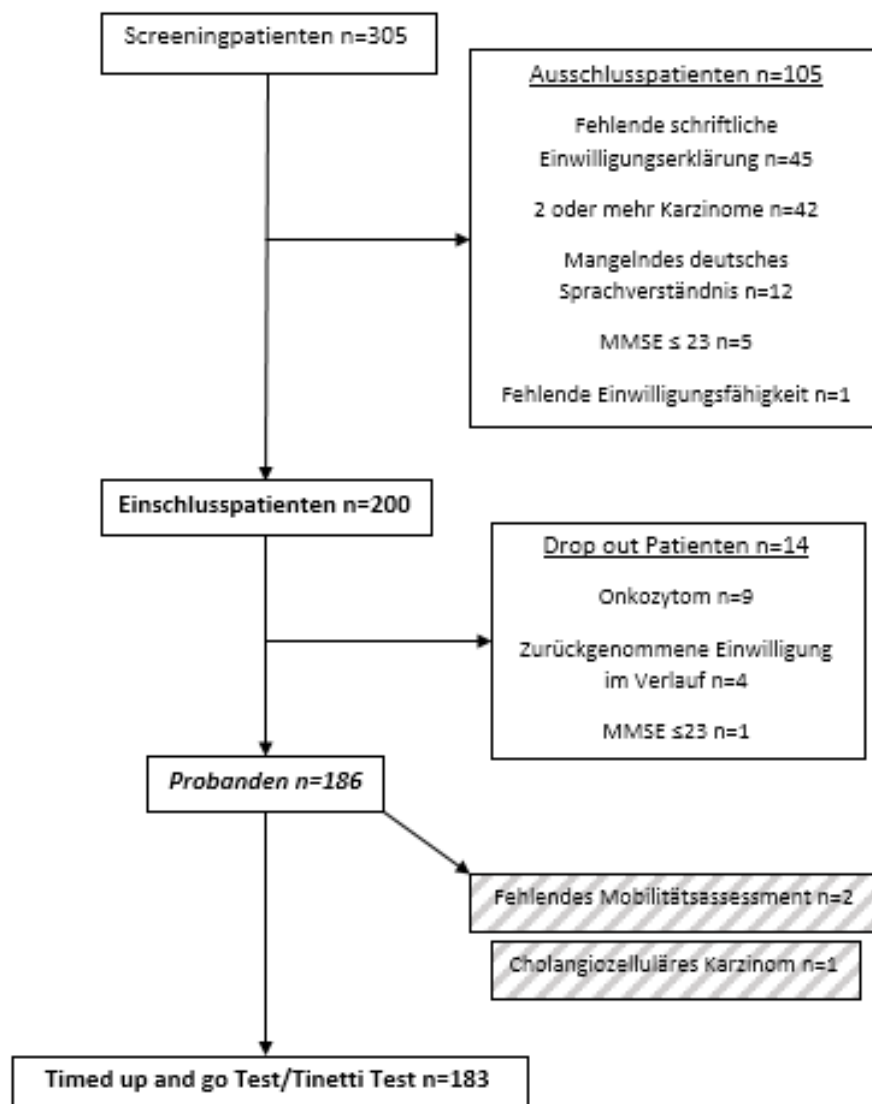 Screeningpatienten n=305
Ausschlusspatienten n=105
Fehlende schriftliche
Einwilligungserklärung n=45
2 oder mehr Karzinome n=42
Mangelndes deutsches
Sprachverständnis n=12
MMSE ≤ 23 n=5
Fehlende Einwilligungsfähigkeit n=1
Einschlusspatienten n=200
Drop out Patienten n=14
Onkozytom n=9
Zurückgenommene Einwilligung
im Verlauf n=4
MMSE ≤23 n=1
Probanden n=186
Fehlendes Mobilitätsassessment n=2
Cholangiozelluläres Karzinom n=1
Timed up and go Test/Tinetti Test n=183